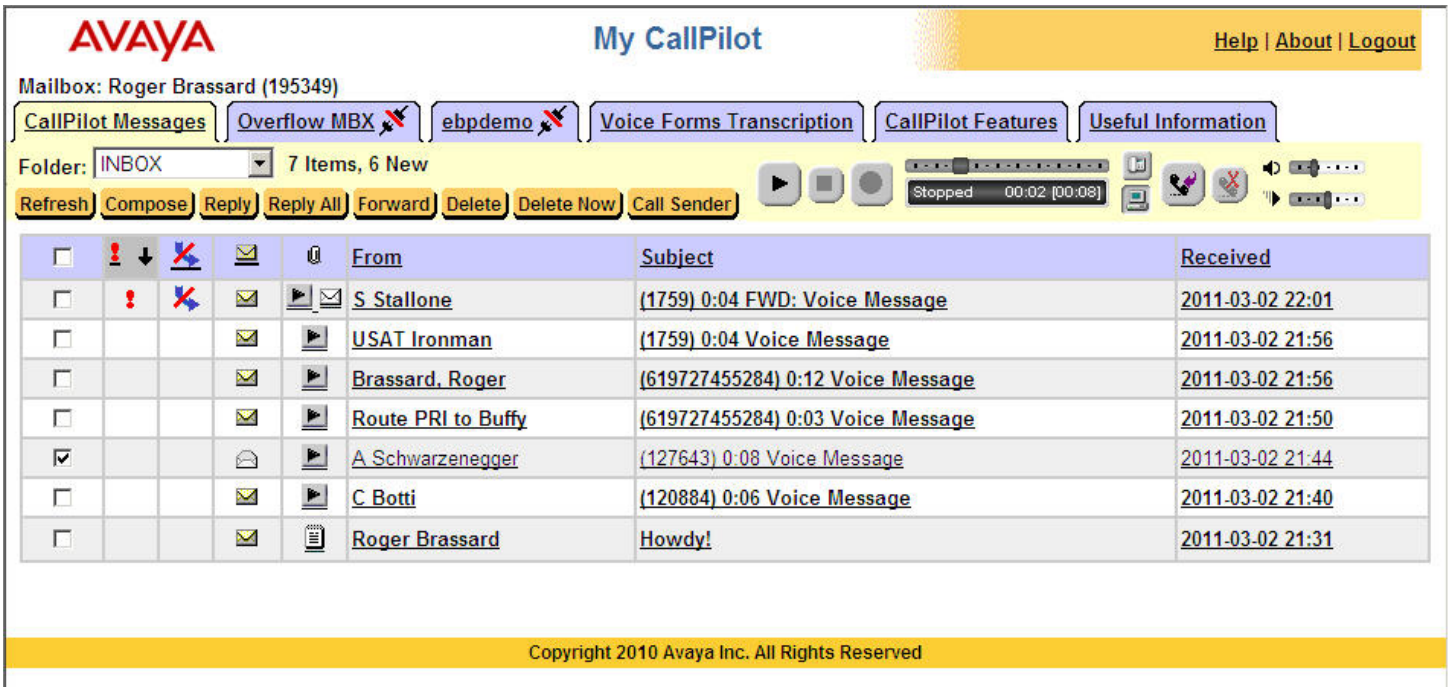 AVAYA My CallPilot Help | About | Logout
Mailbox: Roger Brassard (195349)
CallPilot Messages Overflow MBX ebpdemo Voice Forms Transcription CallPilot Features Useful Information
Folder: INBOX 7 Items, 6 New
Stopped 00:02 [00:08]
Refresh Compose Reply Reply All Forward Delete Delete Now Call Sender
From Subject Received
S Stallone (1759) 0:04 FWD: Voice Message 2011-03-02 22:01
USAT Ironman (1759) 0:04 Voice Message 2011-03-02 21:56
Brassard, Roger (619727455284) 0:12 Voice Message 2011-03-02 21:56
Route PRI to Buffy (619727455284) 0:03 Voice Message 2011-03-02 21:50
A Schwarzenegger (127643) 0:08 Voice Message 2011-03-02 21:44
C Botti (120884) 0:06 Voice Message 2011-03-02 21:40
Roger Brassard Howdy! 2011-03-02 21:31
Copyright 2010 Avaya Inc. All Rights Reserved